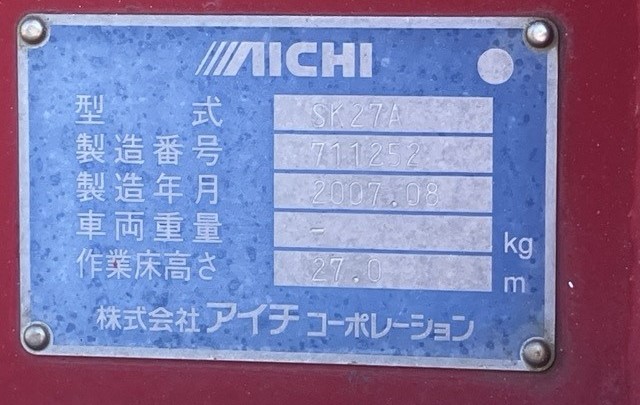 AICHI
型式 SK27A
製造番号 711252
製造年月 2007.08
車両重量 - kg
作業床高さ 27.0 m
株式会社アイチコーポレーション